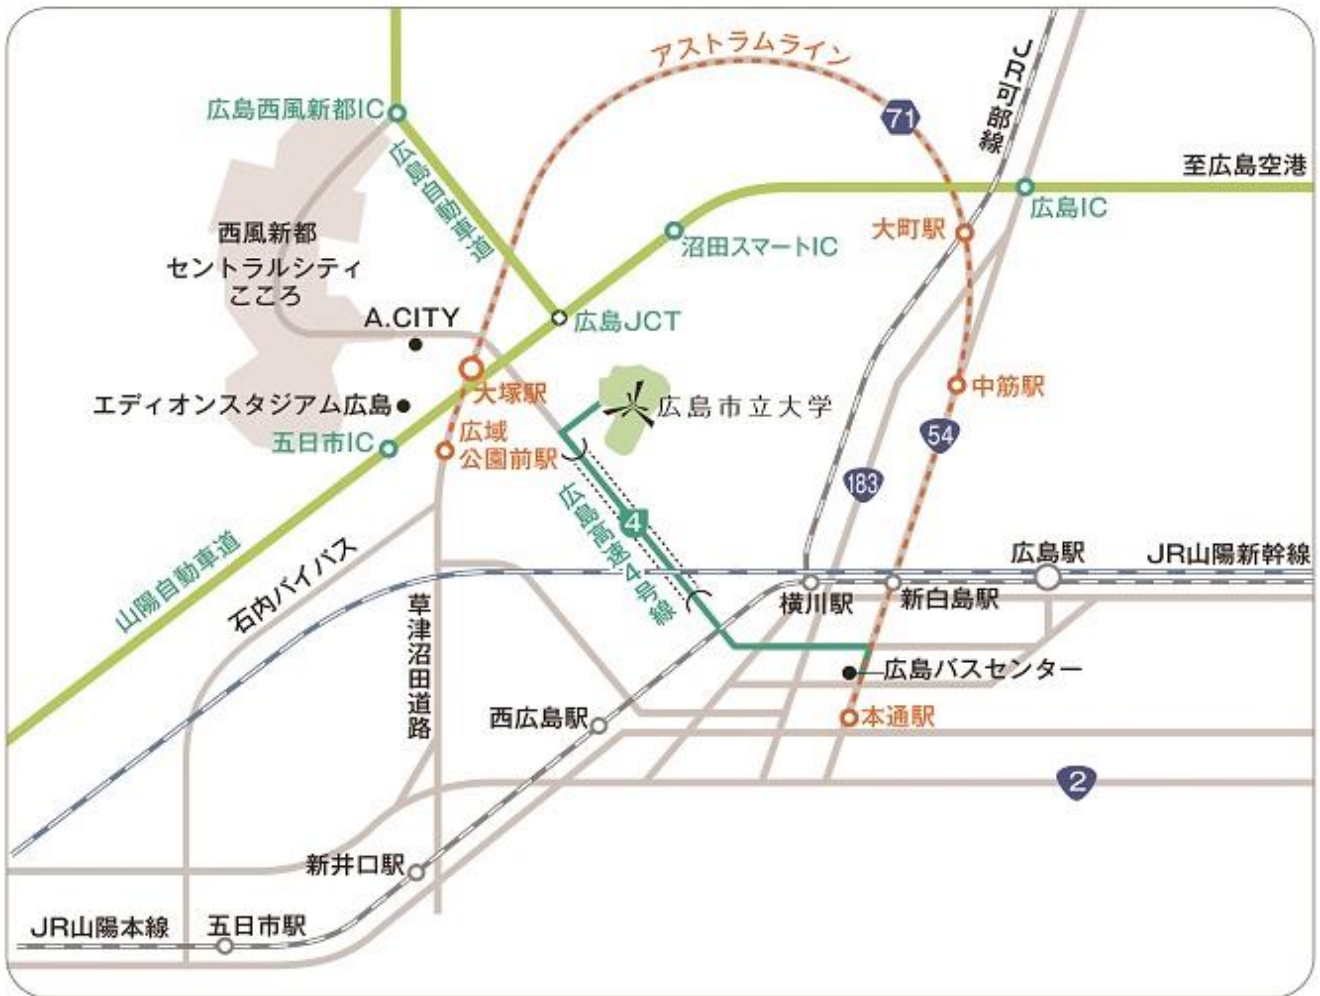 アストラムライン
JR可部線
広島西風新都IC
71
広島自動車道
至広島空港
広島IC
西風新都
セントラルシティ
こころ
大町駅
沼田スマートIC
A.CITY
広島JCT
大塚駅
中筋駅
エディオンスタジアム広島
広島市立大学
五日市IC
広域
公園前駅
54
183
広島高速4号線
4
山陽自動車道
石内バイパス
広島駅
JR山陽新幹線
横川駅
新白島駅
草津沼田道路
広島バスセンター
西広島駅
本通駅
2
新井口駅
JR山陽本線
五日市駅